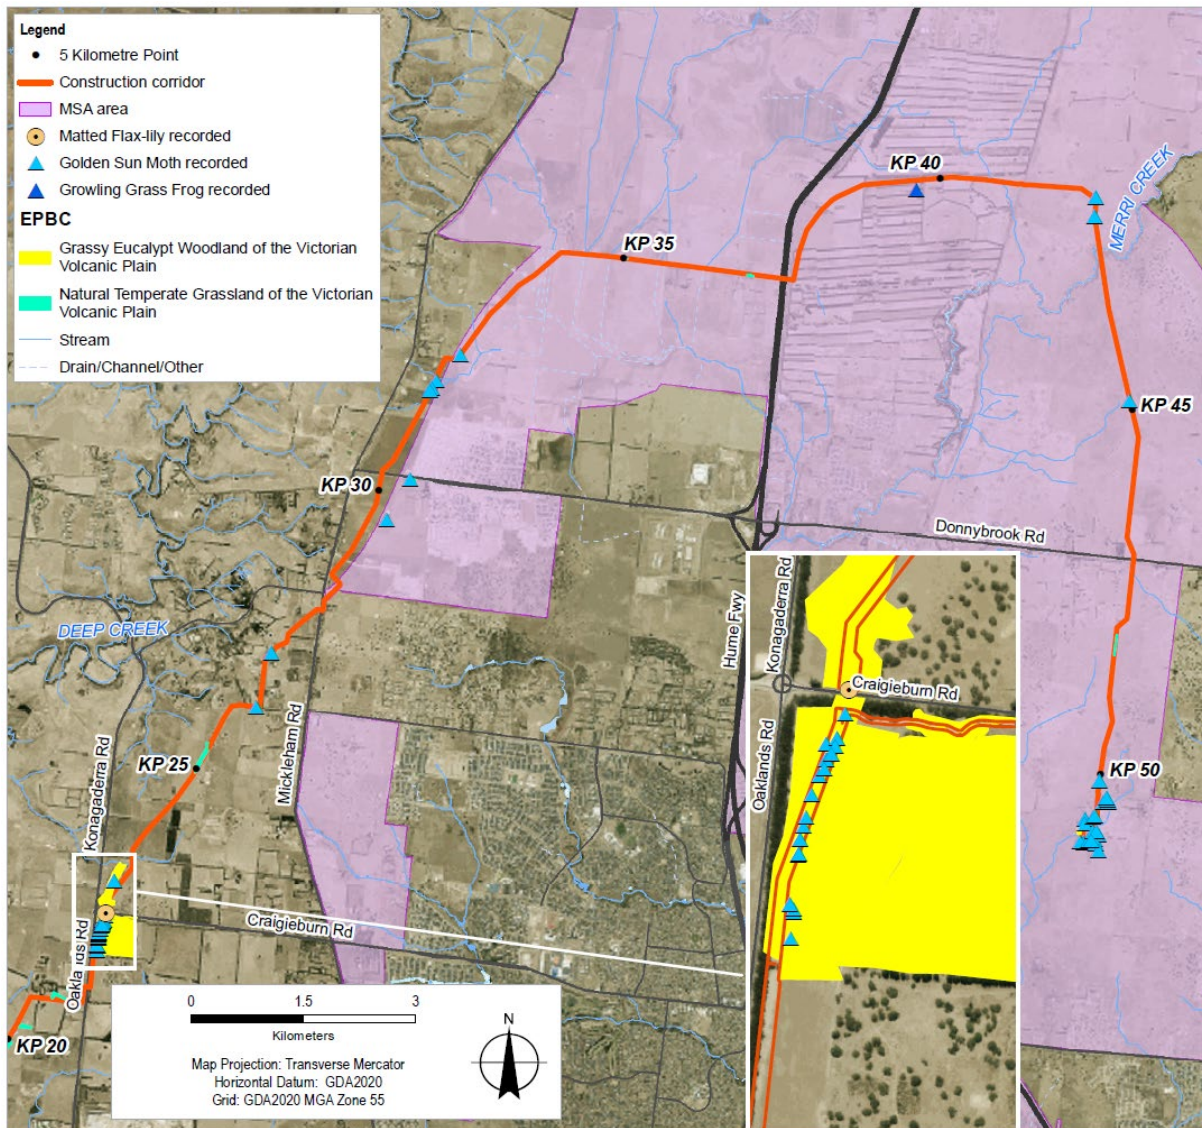 Legend
5 Kilometre Point
Construction corridor
MSA area
Matted Flax-lily recorded
Golden Sun Moth recorded
Growling Grass Frog recorded
EPBC
Grassy Eucalypt Woodland of the Victorian
Volcanic Plain
Natural Temperate Grassland of the Victorian
Volcanic Plain
Stream
Drain/Channel/Other
KP 40
MERRI CREEK
KP 35
KP 45
KP 30
Donnybrook Rd
Hume Fwy
DEEP CREEK
Mickleham Rd
KP 25
Konagaderra Rd
Oaklands Rd
Craigieburn Rd
KP 20
Konagaderra Rd
Craigieburn Rd
Oaklands Rd
KP 50
0 1.5 3
Kilometers
Map Projection: Transverse Mercator
Horizontal Datum: GDA2020
Grid: GDA2020 MGA Zone 55
N